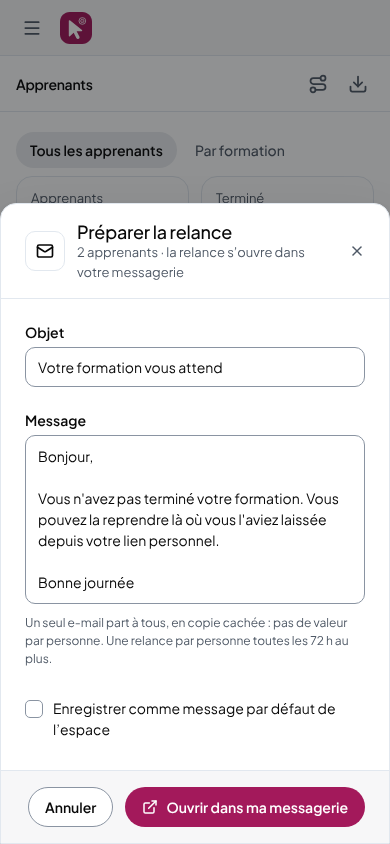 Apprenants
Tous les apprenants
Par formation
Apprenants
Terminé
Préparer la relance
2 apprenants · la relance s'ouvre dans
votre messagerie
Objet
Votre formation vous attend
Message
Bonjour,
Vous n'avez pas terminé votre formation. Vous
pouvez la reprendre là où vous l'aviez laissée
depuis votre lien personnel.
Bonne journée
Un seul e-mail part à tous, en copie cachée : pas de valeur
par personne. Une relance par personne toutes les 72 h au
plus.
Enregistrer comme message par défaut de
l'espace
Annuler
Ouvrir dans ma messagerie